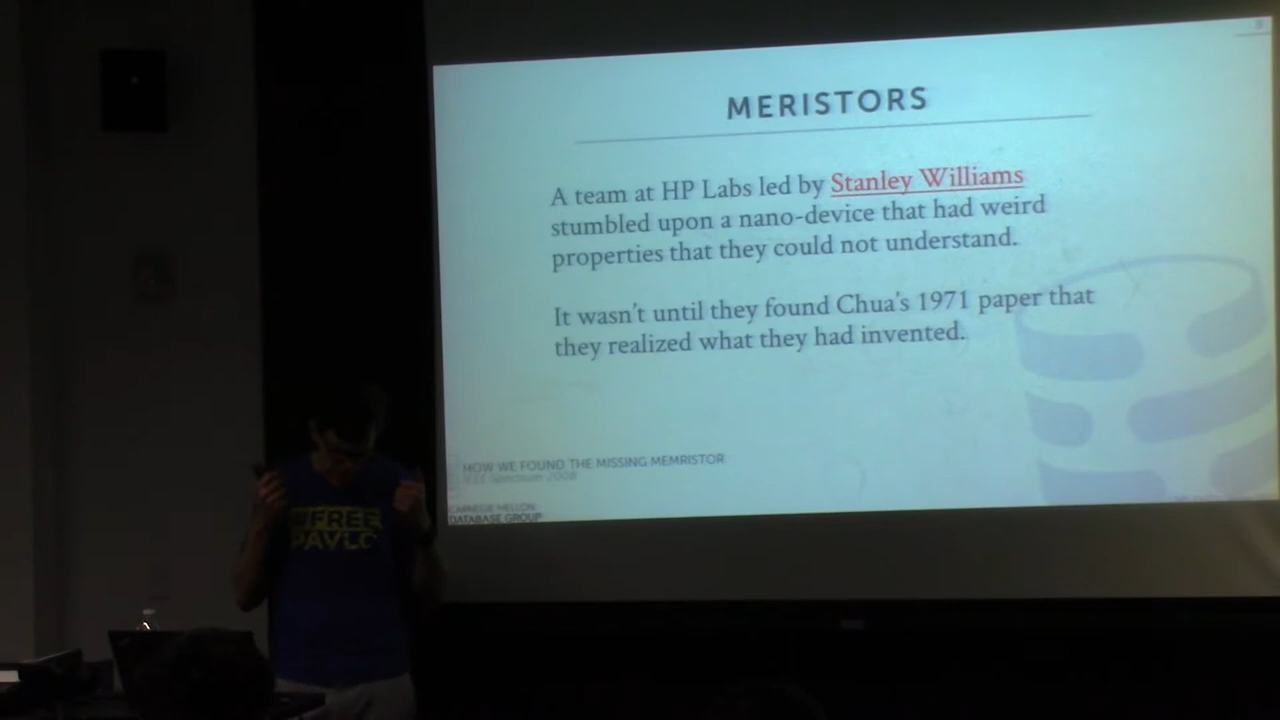 MERISTORS
A team at HP Labs led by Stanley Williams
stumbled upon a nano-device that had weird
properties that they could not understand.
It wasn't until they found Chua's 1971 paper that
they realized what they had invented.
HOW WE FOUND THE MISSING MEMRISTOR
IEEE Spectrum 2008
CARNEGIE MELLON
DATABASE GROUP
FREE
PAVLO